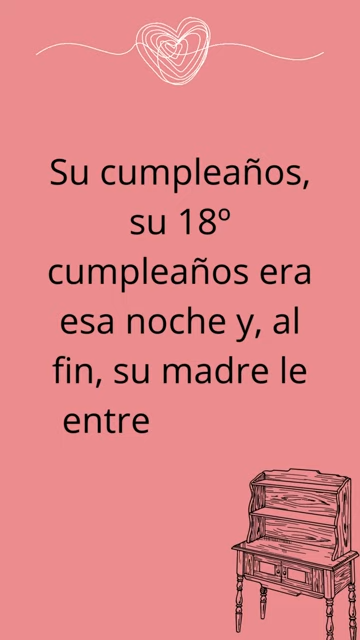 Su cumpleaños,
su 18º
cumpleaños era
esa noche y, al
fin, su madre le
entre